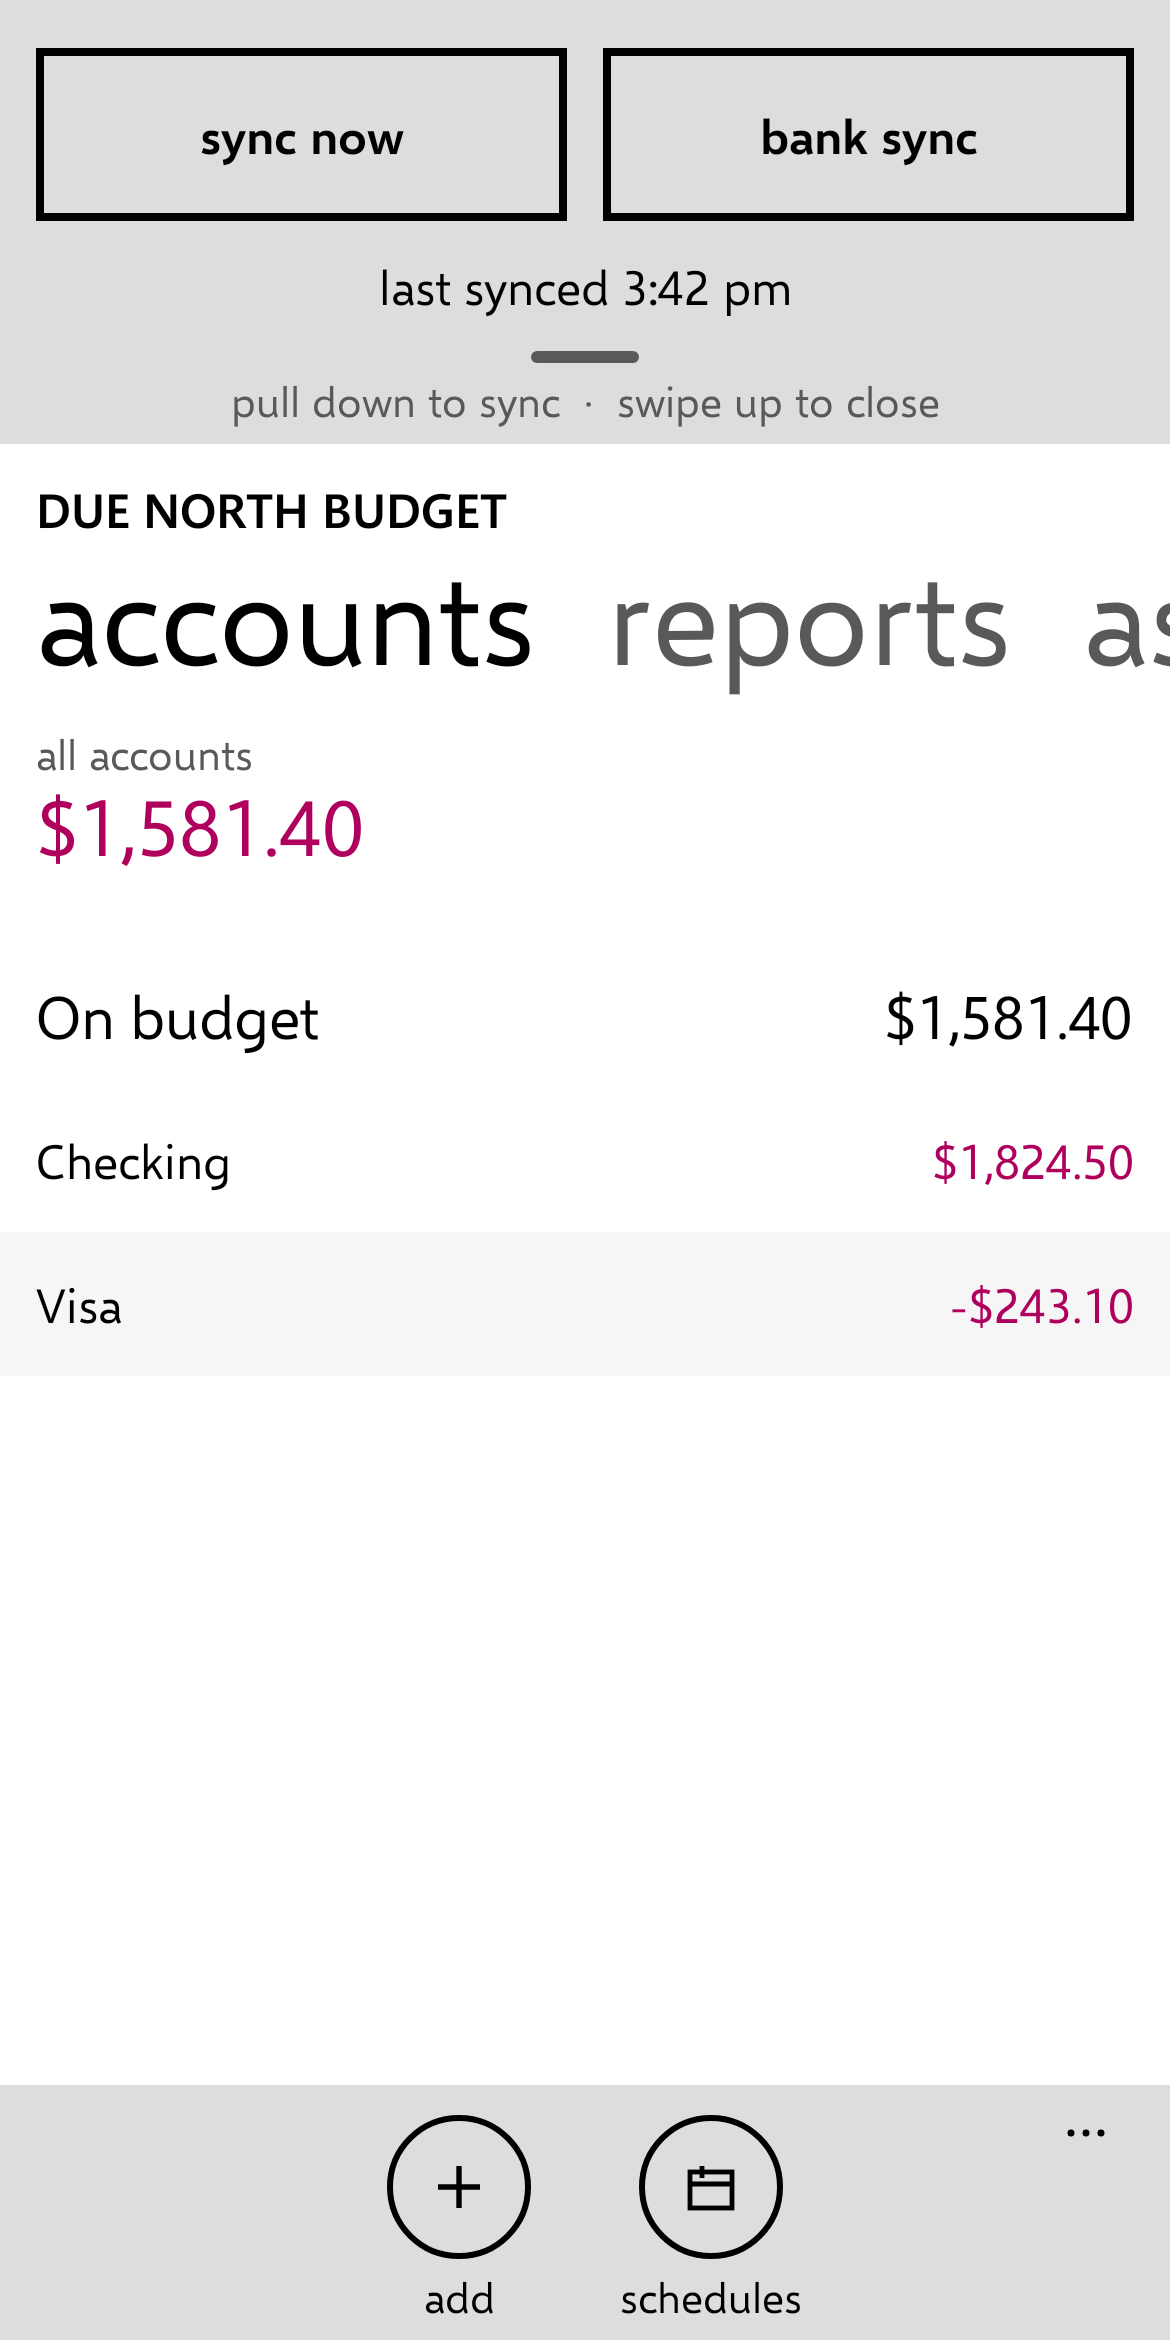 sync now
bank sync
last synced 3:42 pm
pull down to sync · swipe up to close
DUE NORTH BUDGET
accounts reports as
all accounts
$1,581.40
On budget $1,581.40
Checking $1,824.50
Visa -$243.10
...
add
schedules